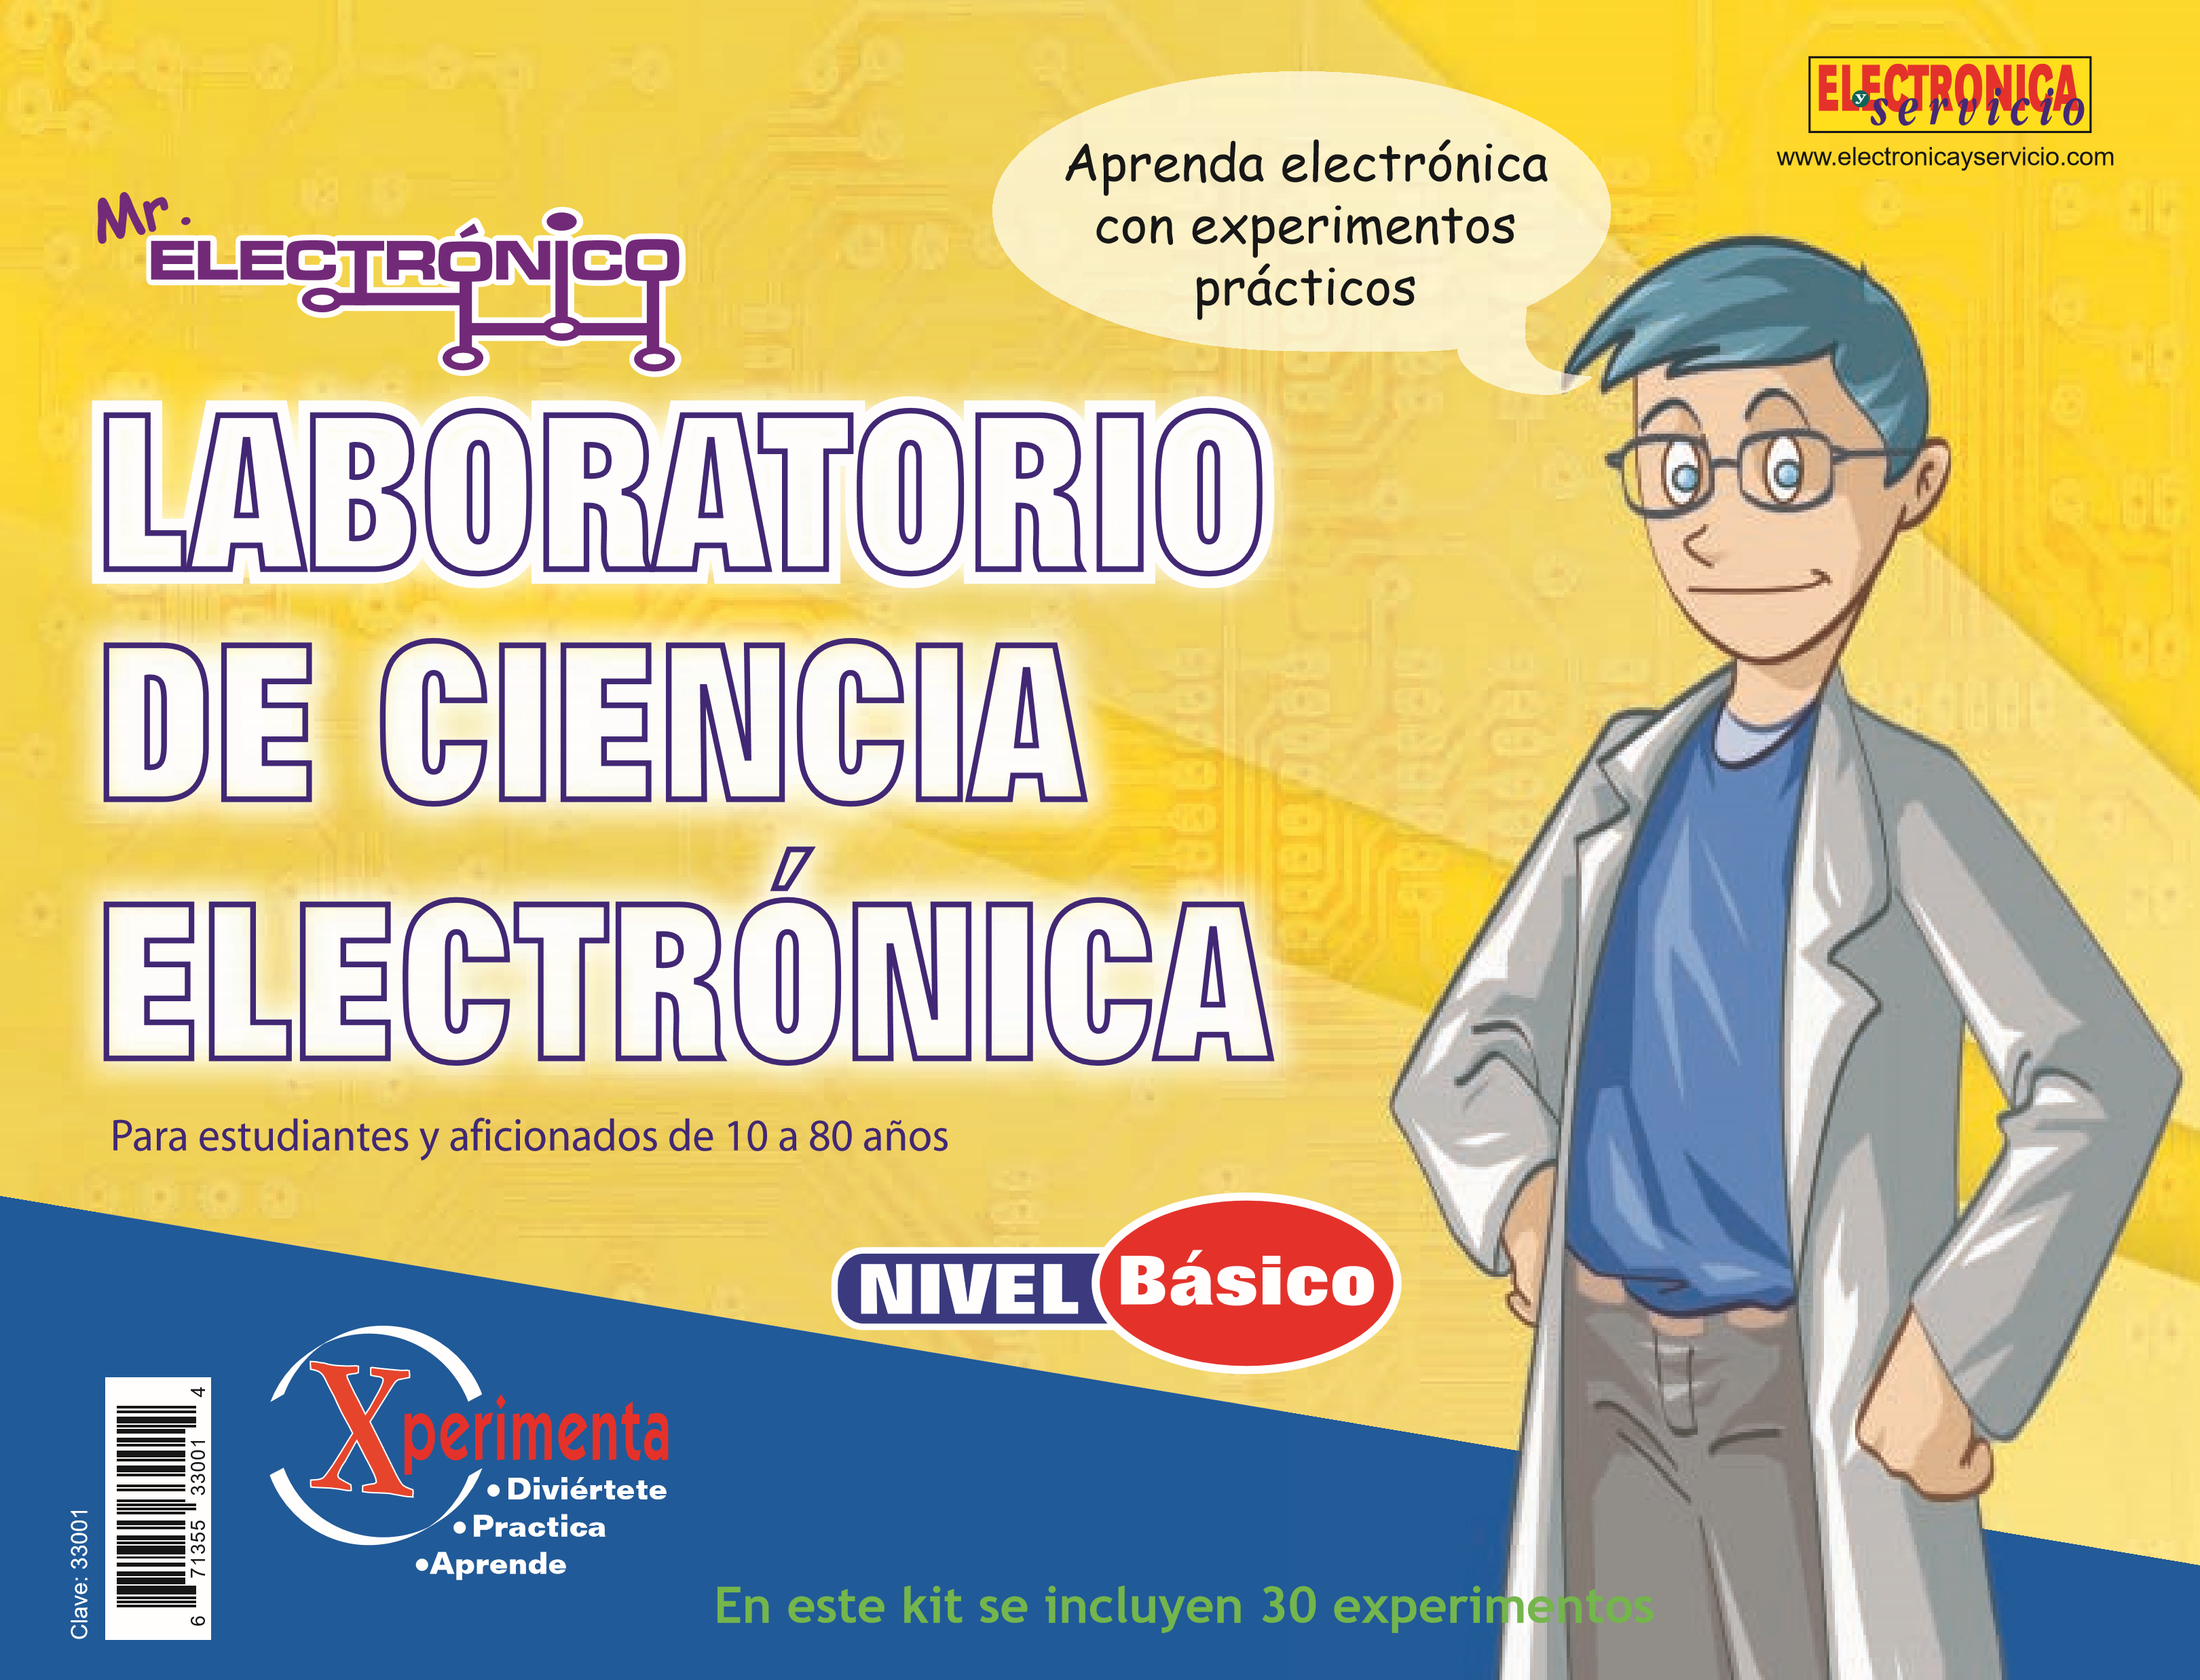 ELECTRONICA
y servicio
www.electronicayservicio.com
Aprenda electrónica
con experimentos
prácticos
Mr.
ELECTRÓNICO
LABORATORIO
DE CIENCIA
ELECTRÓNICA
Para estudiantes y aficionados de 10 a 80 años
NIVEL Básico
Xperimenta
• Diviértete
• Practica
•Aprende
Clave: 33001
6 71355 33001 4
En este kit se incluyen 30 experimentos